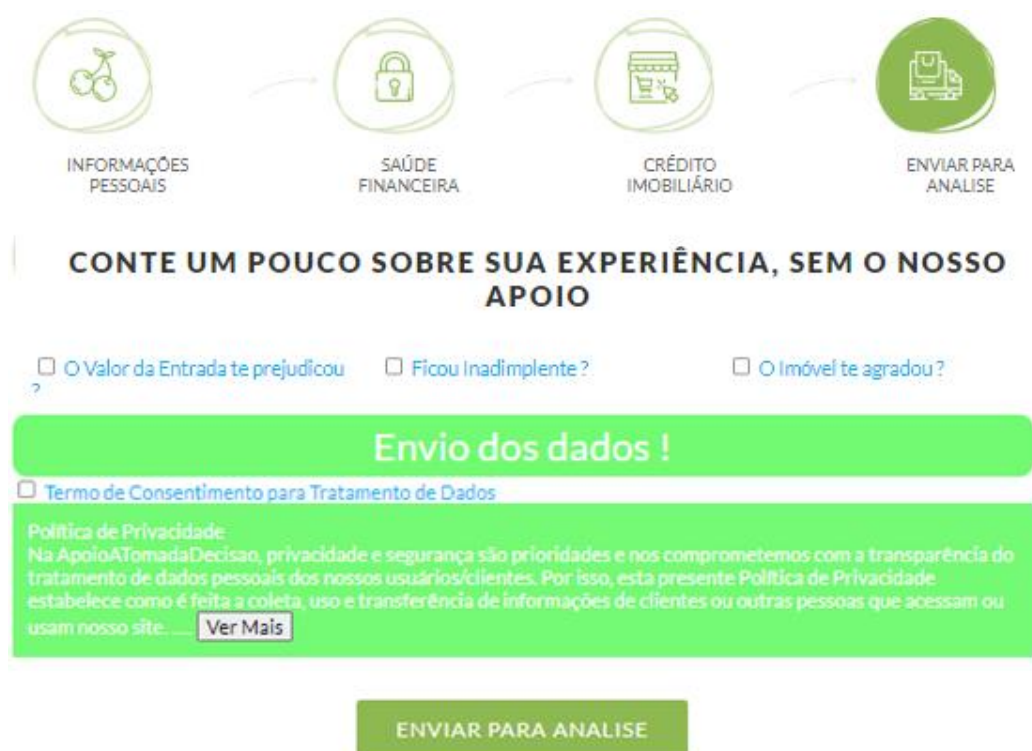 INFORMAÇÕES
PESSOAIS
SAÚDE
FINANCEIRA
CRÉDITO
IMOBILIÁRIO
ENVIAR PARA
ANALISE
CONTE UM POUCO SOBRE SUA EXPERIÊNCIA, SEM O NOSSO
APOIO
O Valor da Entrada te prejudicou
?
Ficou Inadimplente ?
O Imóvel te agradou ?
Envio dos dados !
Termo de Consentimento para Tratamento de Dados
Política de Privacidade
Na ApoioATomadaDecisao, privacidade e segurança são prioridades e nos comprometemos com a transparência do
tratamento de dados pessoais dos nossos usuários/clientes. Por isso, esta presente Política de Privacidade
estabelece como é feita a coleta, uso e transferência de informações de clientes ou outras pessoas que acessam ou
usam nosso site. ..... Ver Mais
ENVIAR PARA ANALISE